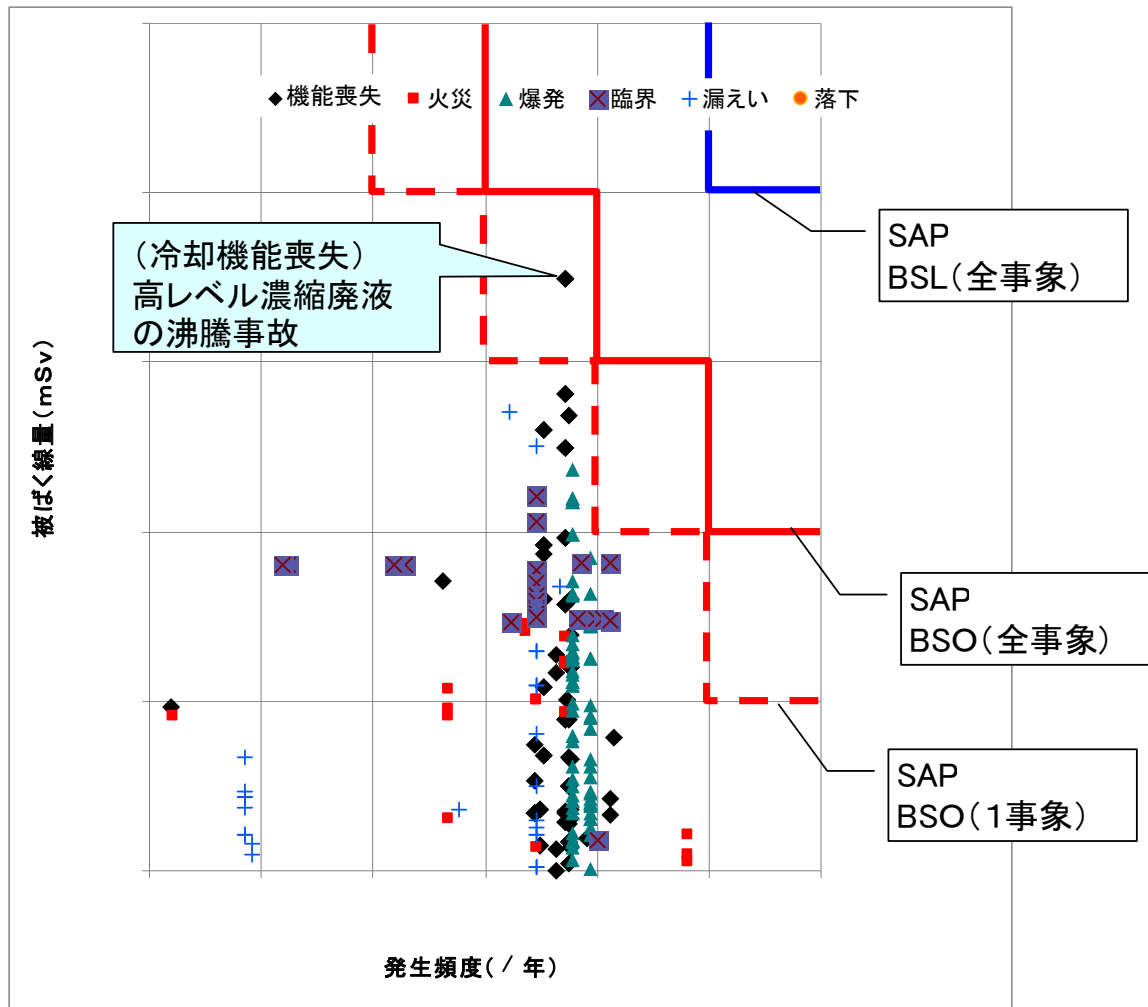 機能喪失 火災 爆発 臨界 漏えい 落下
(冷却機能喪失)
高レベル濃縮廃液
の沸騰事故
SAP
BSL(全事象)
被ばく線量(mSv)
SAP
BSO(全事象)
SAP
BSO(1事象)
発生頻度( / 年)